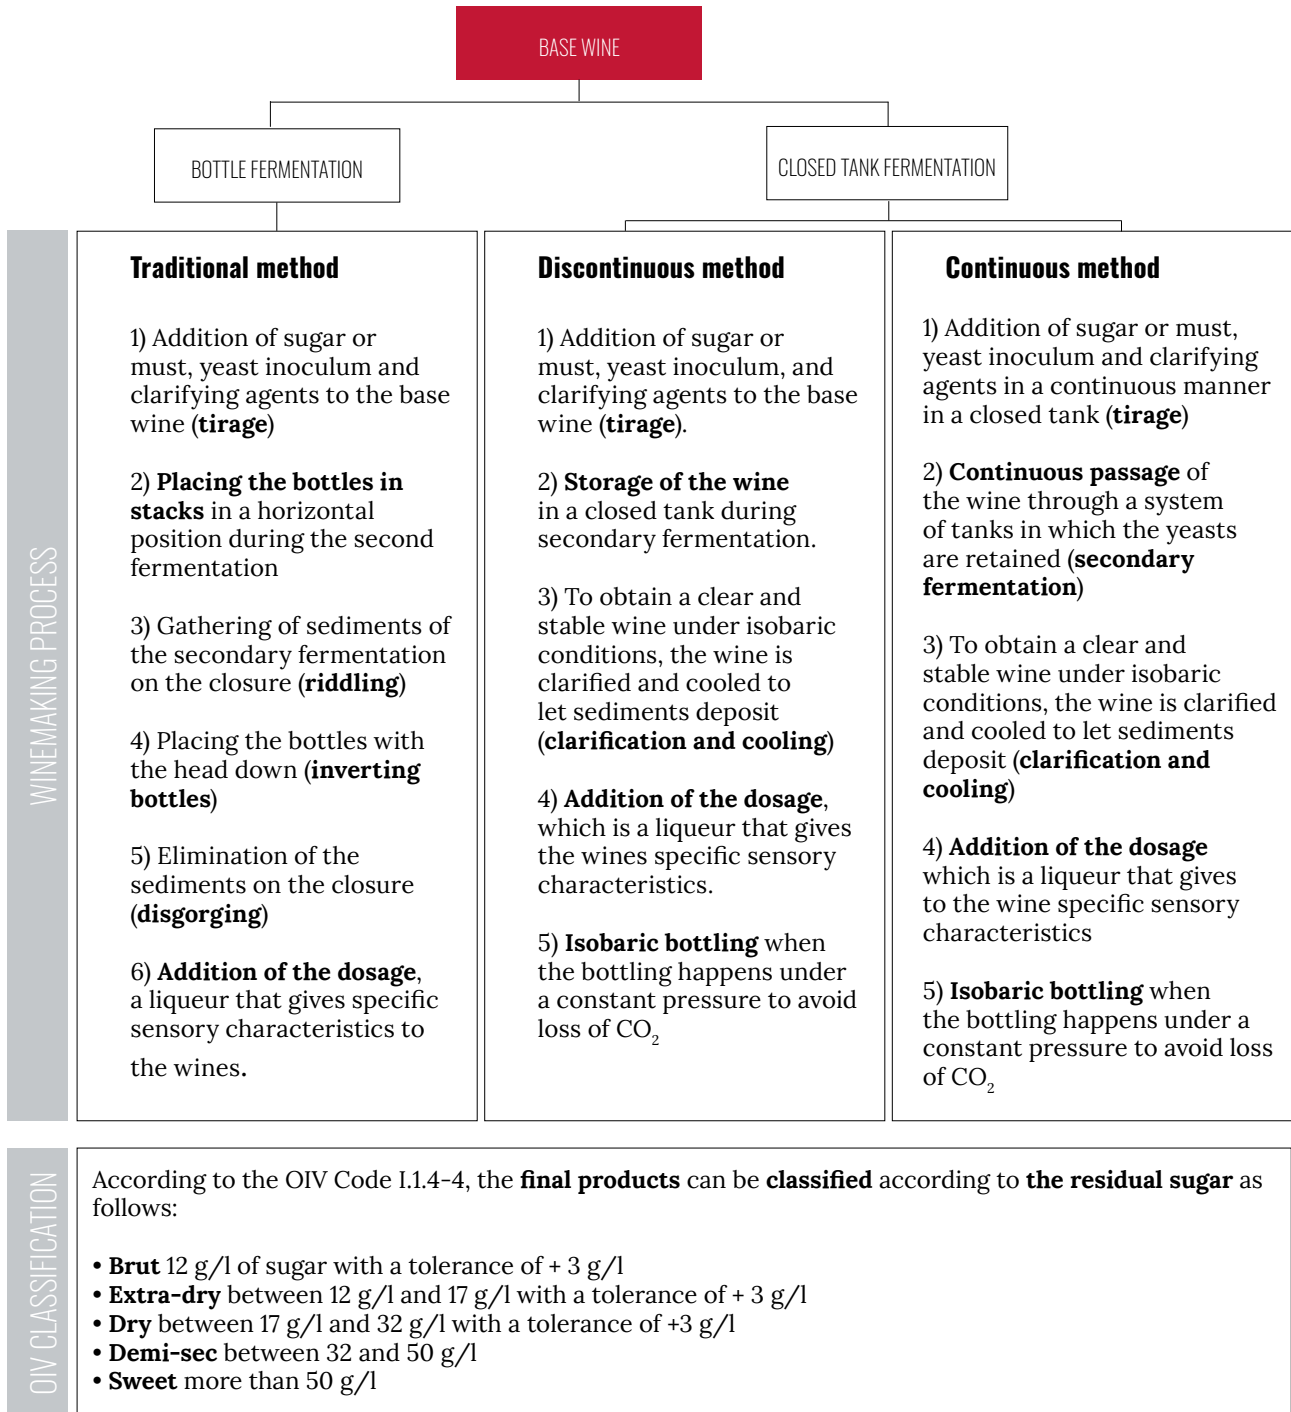 BASE WINE
BOTTLE FERMENTATION
CLOSED TANK FERMENTATION
WINEMAKING PROCESS
Traditional method
1) Addition of sugar or
must, yeast inoculum and
clarifying agents to the base
wine (tirage)
2) Placing the bottles in
stacks in a horizontal
position during the second
fermentation
3) Gathering of sediments of
the secondary fermentation
on the closure (riddling)
4) Placing the bottles with
the head down (inverting
bottles)
5) Elimination of the
sediments on the closure
(disgorging)
6) Addition of the dosage,
a liqueur that gives specific
sensory characteristics to
the wines.
Discontinuous method
1) Addition of sugar or
must, yeast inoculum, and
clarifying agents to the base
wine (tirage).
2) Storage of the wine
in a closed tank during
secondary fermentation.
3) To obtain a clear and
stable wine under isobaric
conditions, the wine is
clarified and cooled to
let sediments deposit
(clarification and cooling)
4) Addition of the dosage,
which is a liqueur that gives
the wines specific sensory
characteristics.
5) Isobaric bottling when
the bottling happens under
a constant pressure to avoid
loss of CO₂
Continuous method
1) Addition of sugar or must,
yeast inoculum and clarifying
agents in a continuous manner
in a closed tank (tirage)
2) Continuous passage of
the wine through a system
of tanks in which the yeasts
are retained (secondary
fermentation)
3) To obtain a clear and
stable wine under isobaric
conditions, the wine is clarified
and cooled to let sediments
deposit (clarification and
cooling)
4) Addition of the dosage
which is a liqueur that gives
to the wine specific sensory
characteristics
5) Isobaric bottling when
the bottling happens under a
constant pressure to avoid loss
of CO₂
OIV CLASSIFICATION
According to the OIV Code I.1.4-4, the final products can be classified according to the residual sugar as
follows:
• Brut 12 g/l of sugar with a tolerance of + 3 g/l
• Extra-dry between 12 g/l and 17 g/l with a tolerance of + 3 g/l
• Dry between 17 g/l and 32 g/l with a tolerance of +3 g/l
• Demi-sec between 32 and 50 g/l
• Sweet more than 50 g/l